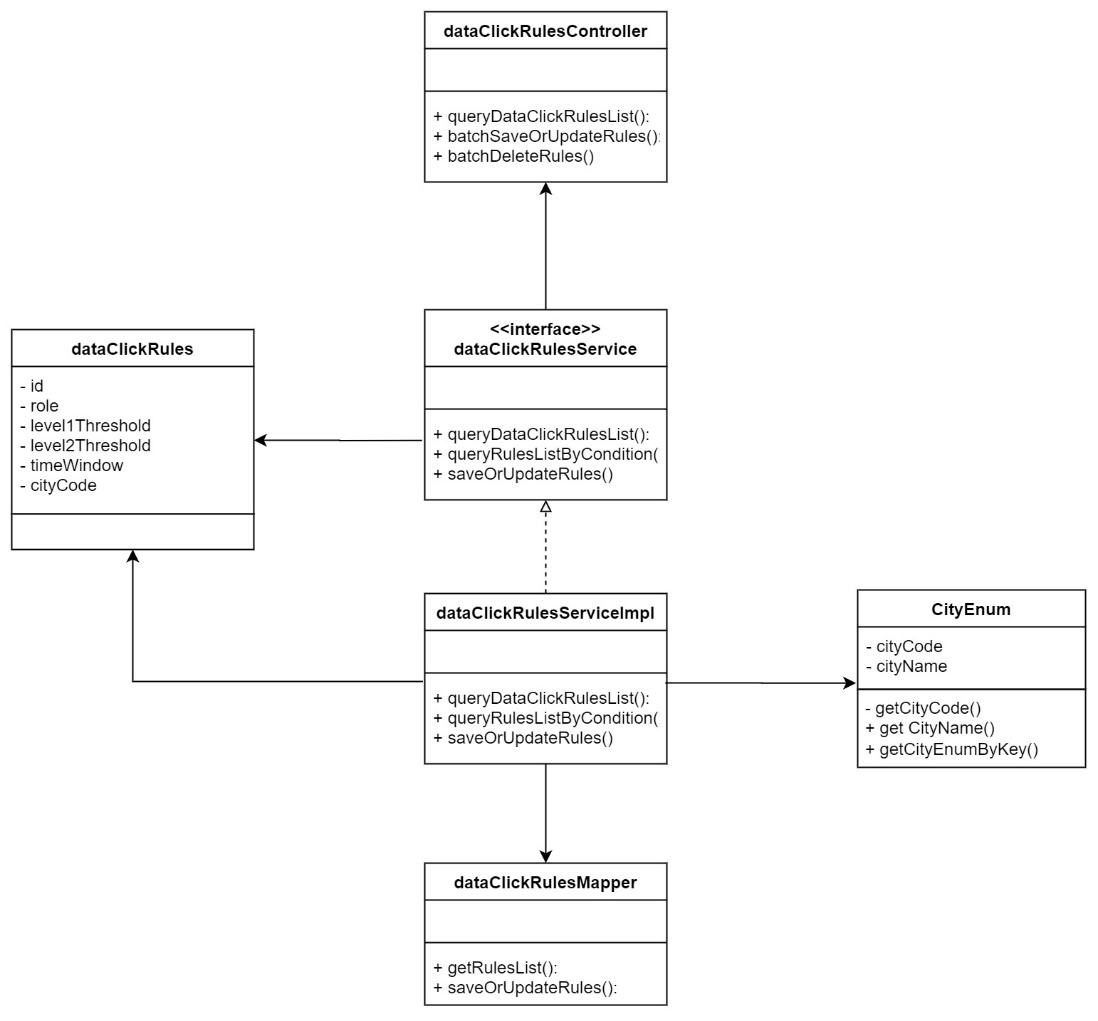 dataClickRulesController
+ queryDataClickRulesList():
+ batchSaveOrUpdateRules():
+ batchDeleteRules()
<<interface>>
dataClickRulesService
+ queryDataClickRulesList():
+ queryRulesListByCondition(
+ saveOrUpdateRules()
dataClickRules
- id
- role
- level1Threshold
- level2Threshold
- timeWindow
- cityCode
dataClickRulesServiceImpl
+ queryDataClickRulesList():
+ queryRulesListByCondition(
+ saveOrUpdateRules()
CityEnum
- cityCode
- cityName
- getCityCode()
+ get CityName()
+ getCityEnumByKey()
dataClickRulesMapper
+ getRulesList():
+ saveOrUpdateRules():